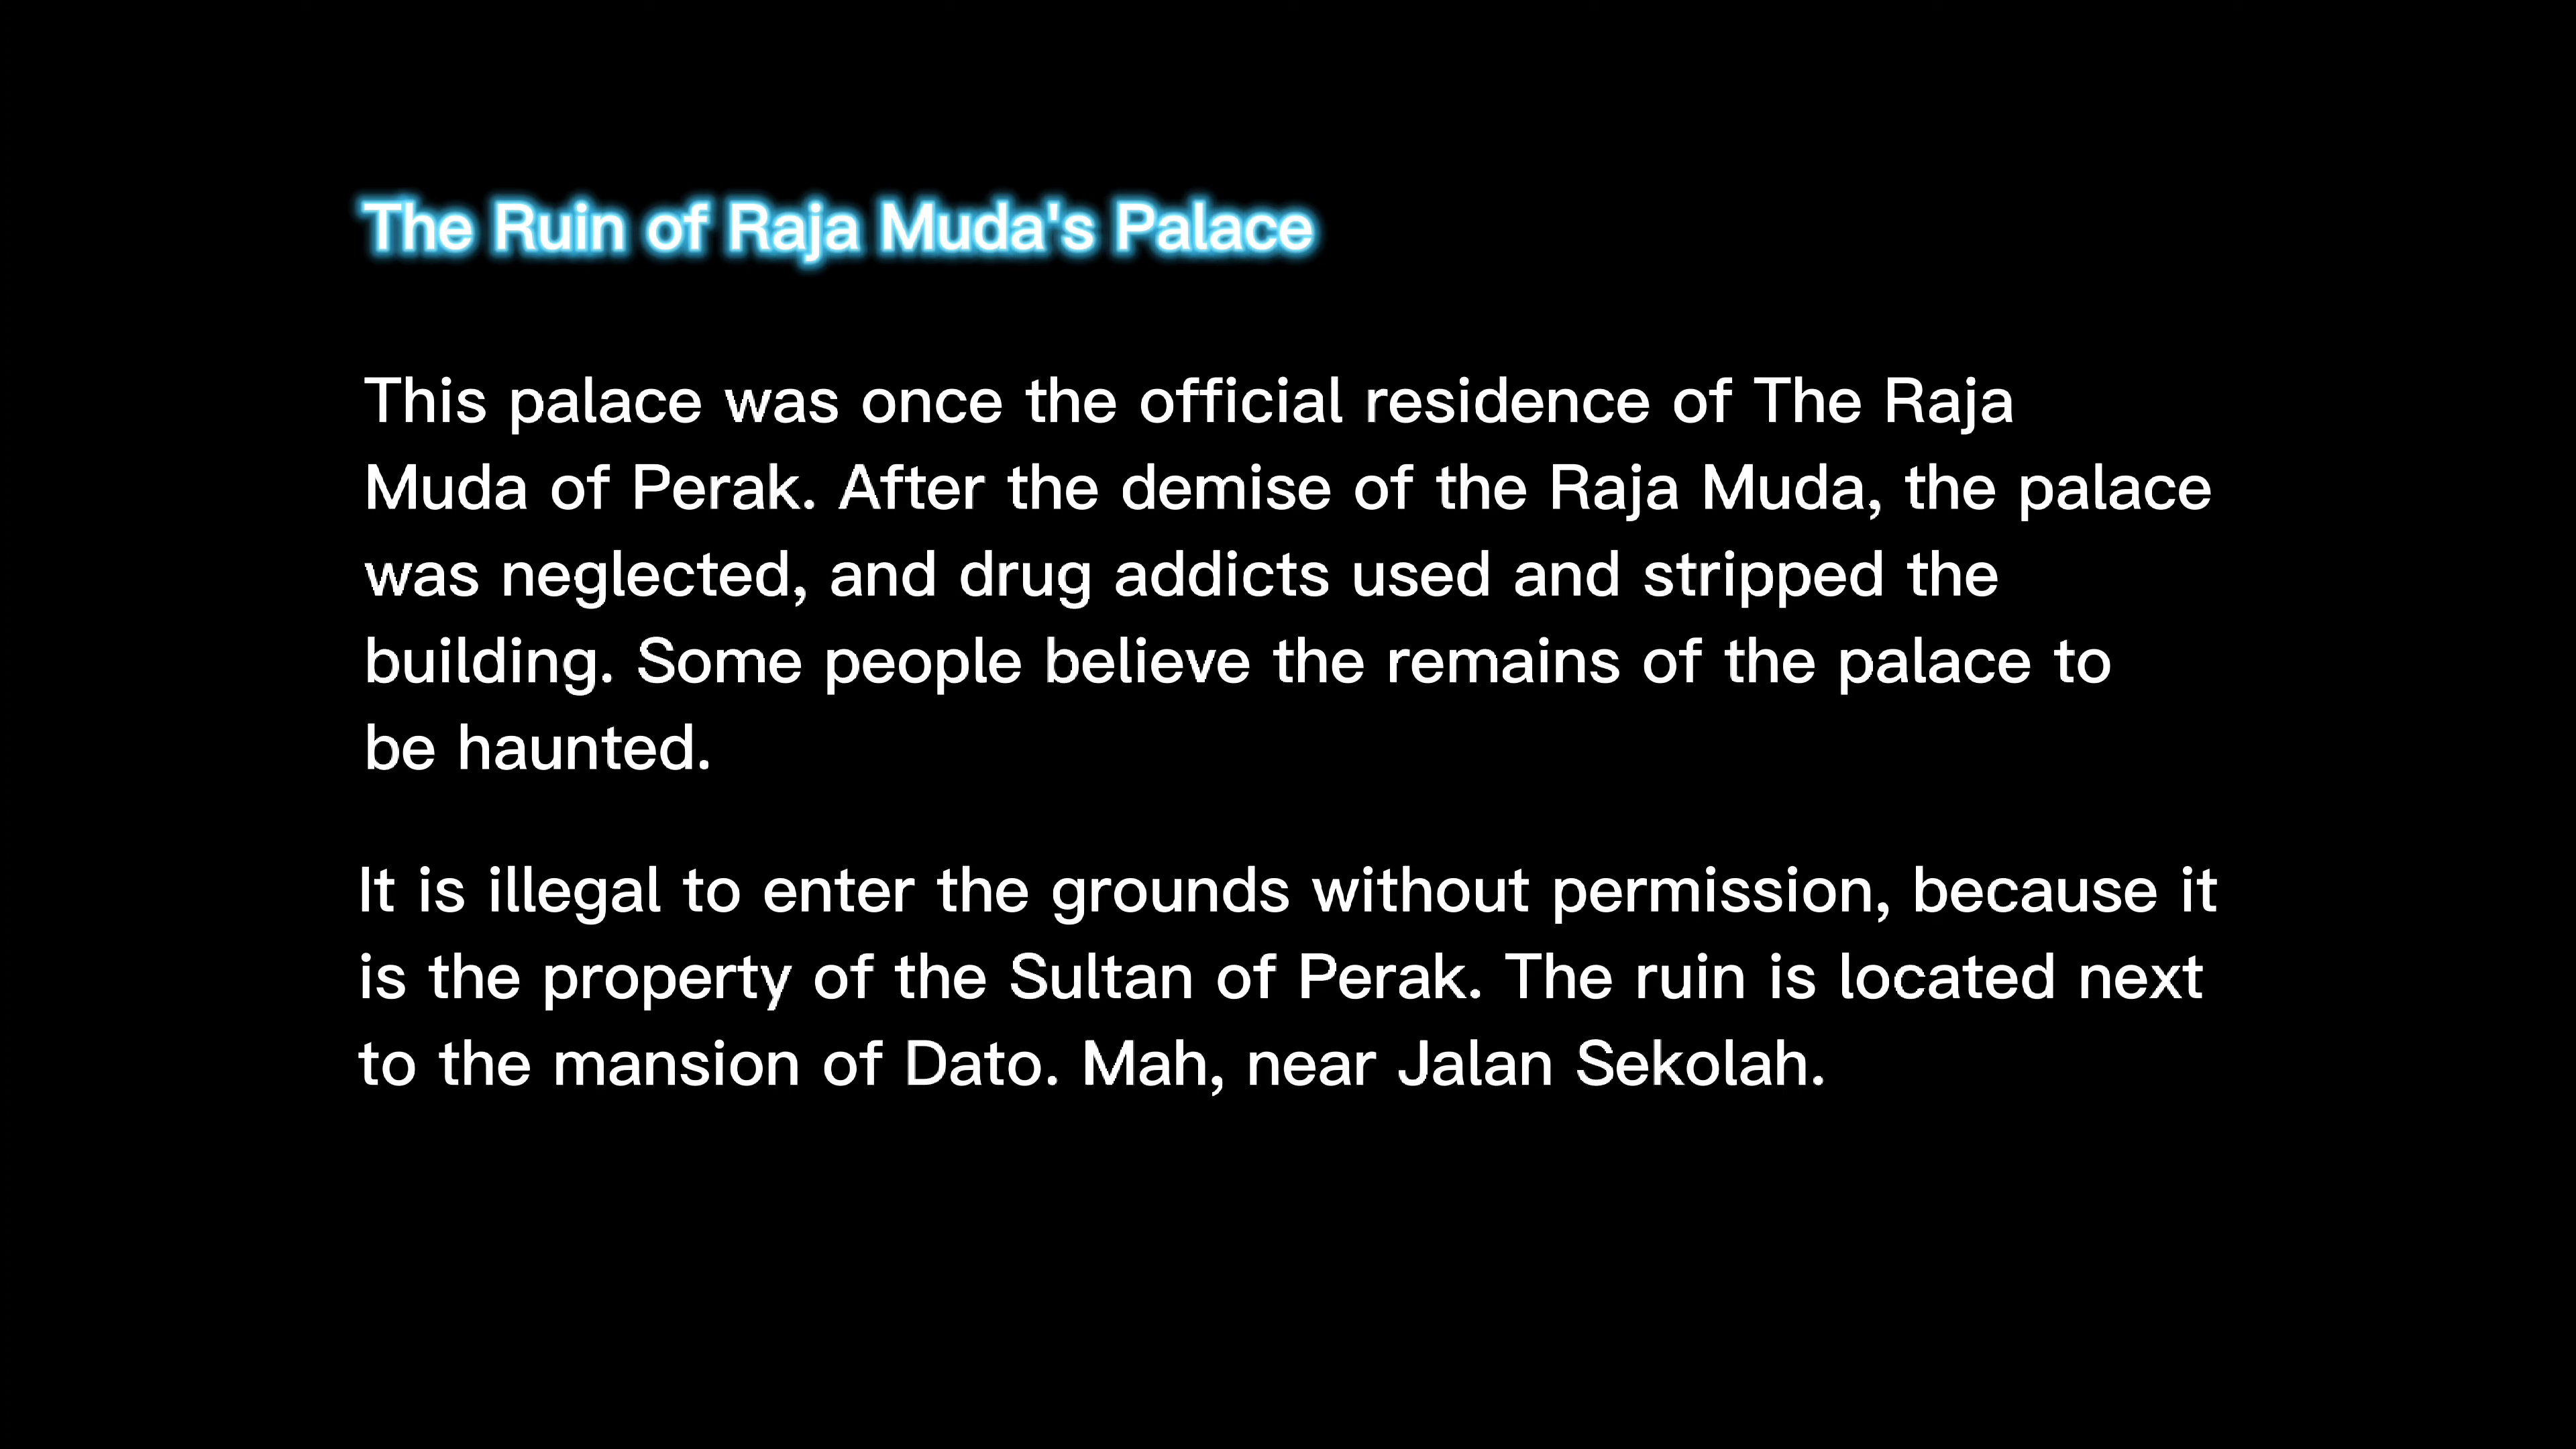 The Ruin of Raja Muda's Palace
This palace was once the official residence of The Raja
Muda of Perak. After the demise of the Raja Muda, the palace
was neglected, and drug addicts used and stripped the
building. Some people believe the remains of the palace to
be haunted.
It is illegal to enter the grounds without permission, because it
is the property of the Sultan of Perak. The ruin is located next
to the mansion of Dato. Mah, near Jalan Sekolah.